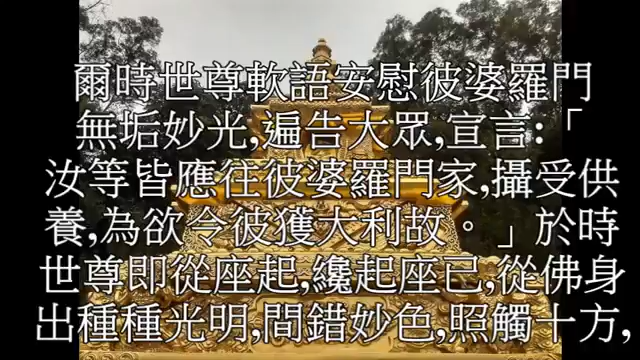 爾時世尊軟語安慰彼婆羅門
無垢妙光,遍告大眾,宣言:「
汝等皆應往彼婆羅門家,攝受供
養,為欲令彼獲大利故。」於時
世尊即從座起,纔起座已,從佛身
出種種光明,間錯妙色,照觸十方,